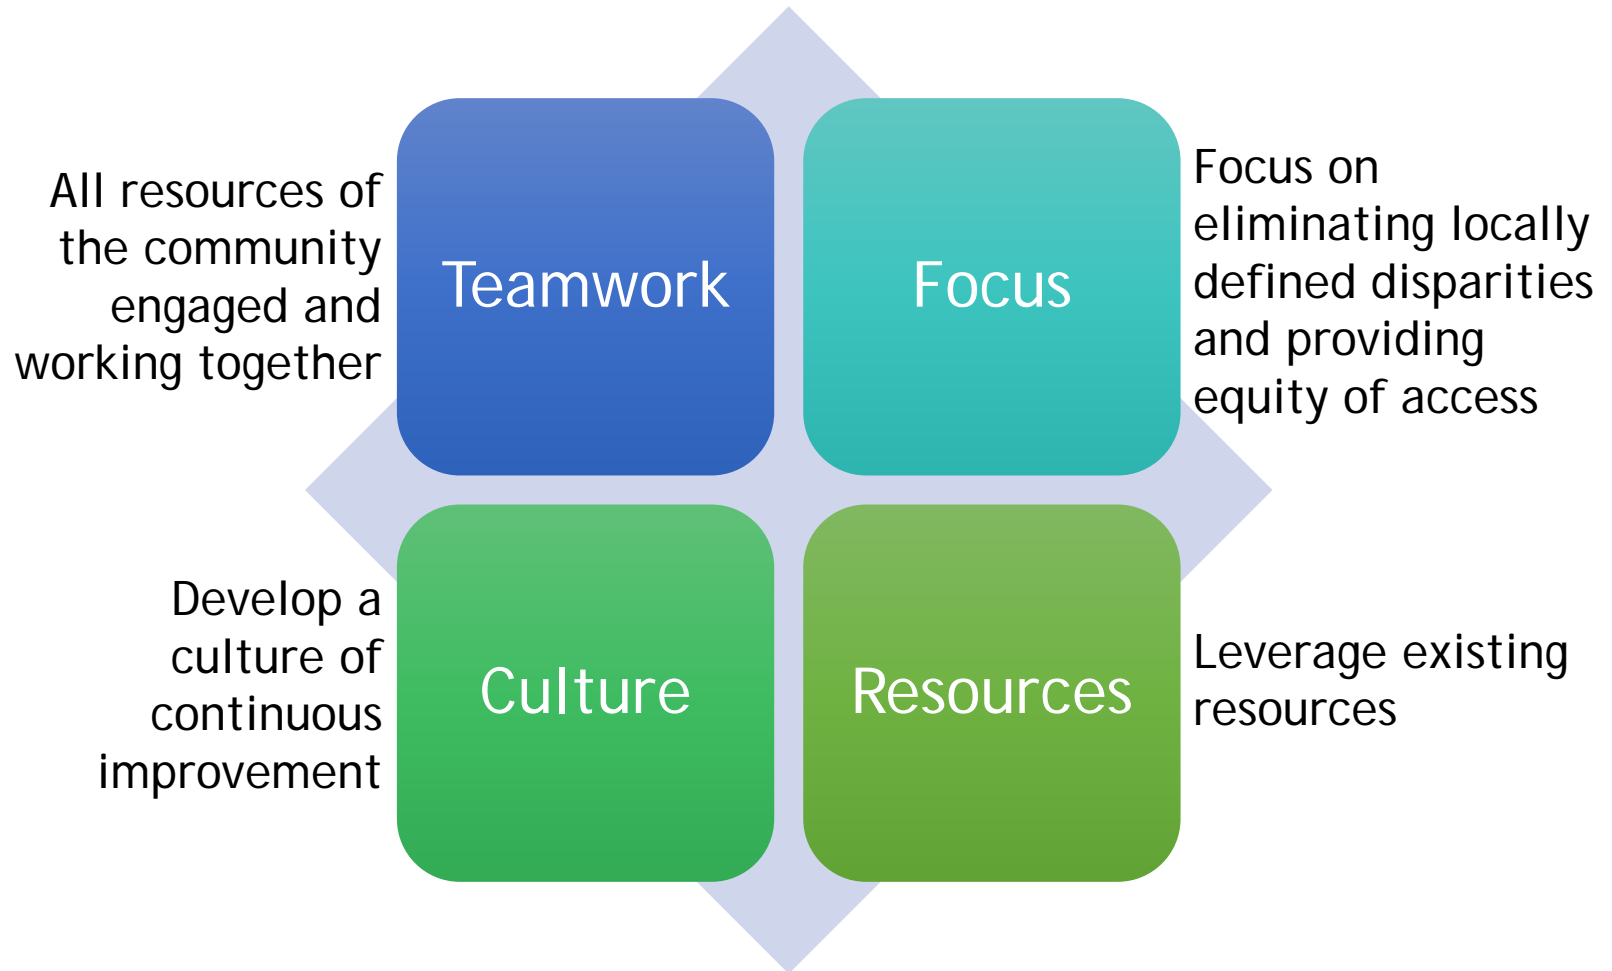 All resources of
the community
engaged and
working together
Teamwork
Focus
Focus on
eliminating locally
defined disparities
and providing
equity of access
Develop a
culture of
continuous
improvement
Culture
Resources
Leverage existing
resources